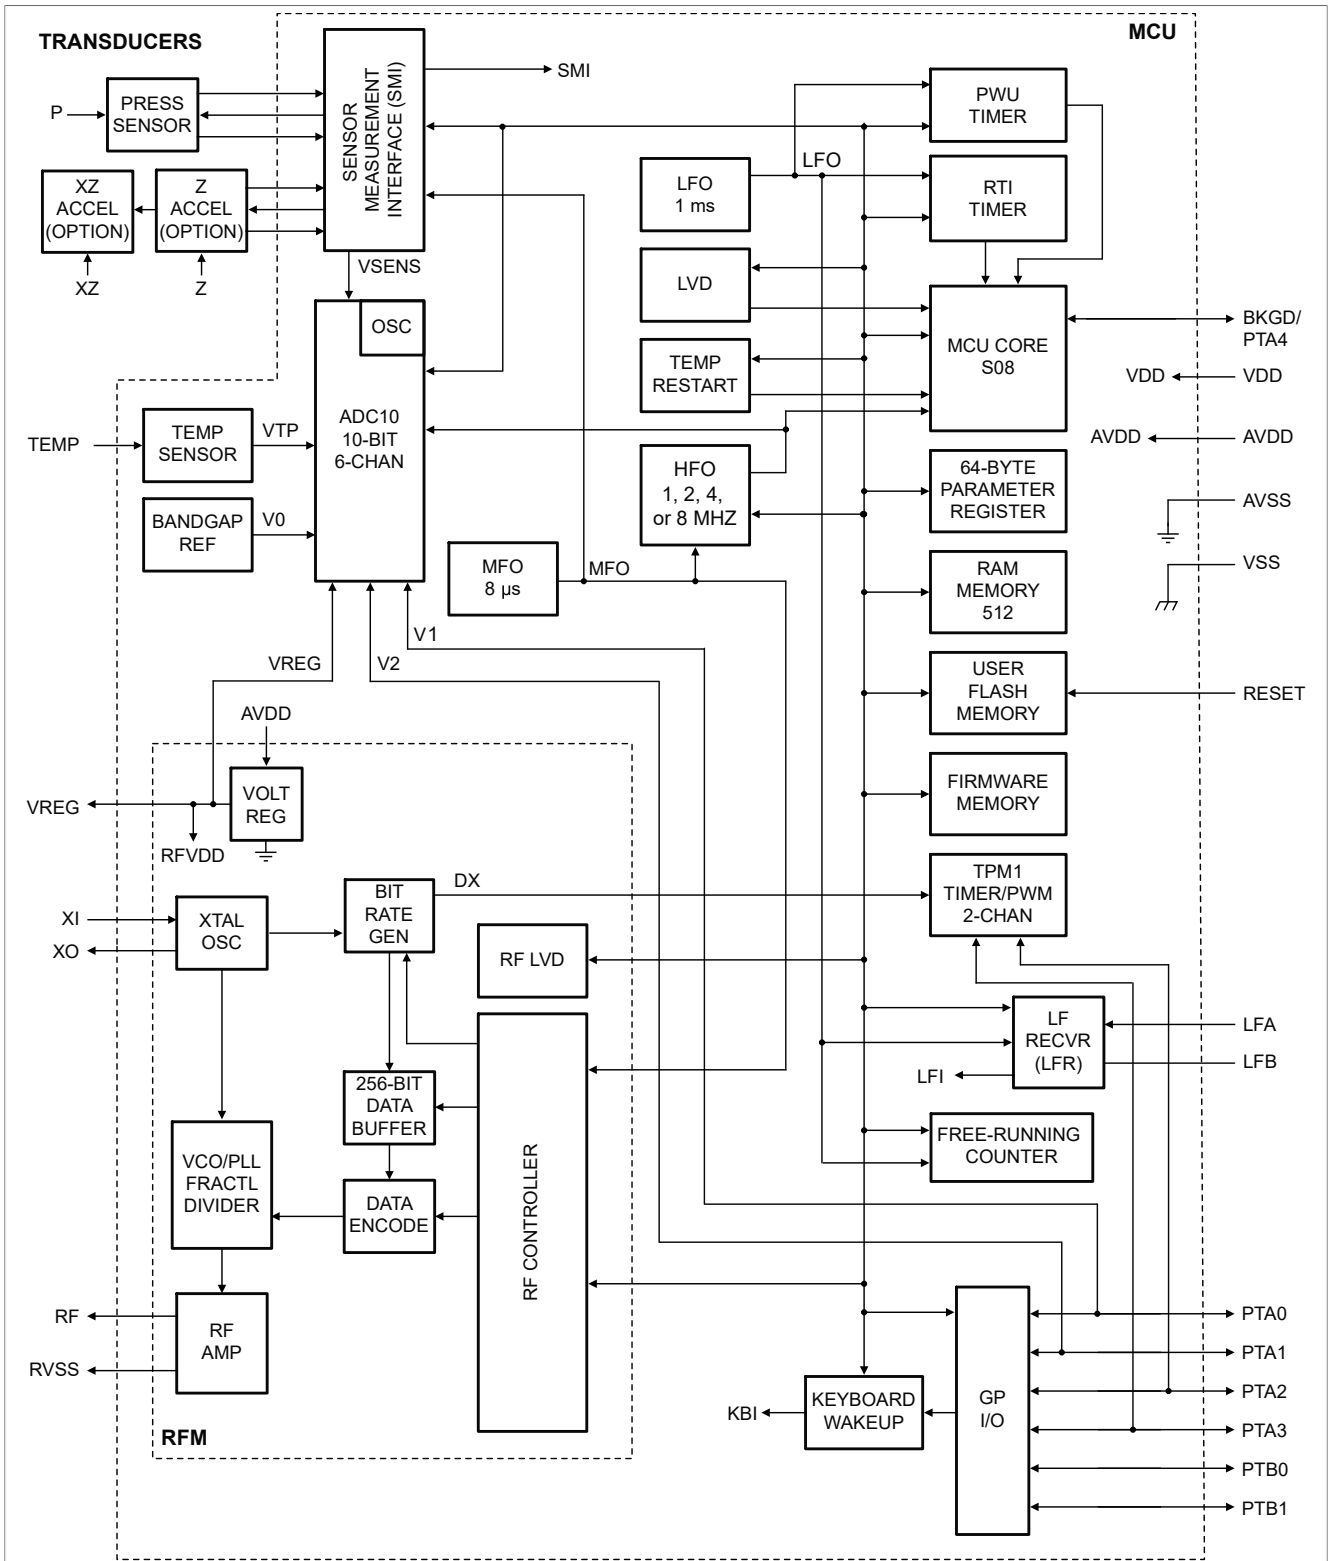 TRANSDUCERS
MCU
P
PRESS
SENSOR
SENSOR
MEASUREMENT
INTERFACE (SMI)
SMI
XZ
ACCEL
(OPTION)
Z
ACCEL
(OPTION)
XZ
Z
VSENS
PWU
TIMER
LFO
LFO
1 ms
RTI
TIMER
LVD
MCU CORE
S08
BKGD/
PTA4
TEMP
RESTART
VDD
VDD
OSC
ADC10
10-BIT
6-CHAN
TEMP
TEMP
SENSOR
VTP
AVDD
AVDD
HFO
1, 2, 4,
or 8 MHZ
64-BYTE
PARAMETER
REGISTER
AVSS
BANDGAP
REF
V0
MFO
8 µs
MFO
RAM
MEMORY
512
VSS
V1
VREG
V2
USER
FLASH
MEMORY
RESET
AVDD
VOLT
REG
VREG
RFVDD
FIRMWARE
MEMORY
XI
XO
XTAL
OSC
BIT
RATE
GEN
DX
TPM1
TIMER/PWM
2-CHAN
RF LVD
LF
RECVR
(LFR)
LFA
LFB
LFI
256-BIT
DATA
BUFFER
FREE-RUNNING
COUNTER
VCO/PLL
FRACTL
DIVIDER
DATA
ENCODE
RF CONTROLLER
RF
RVSS
RF
AMP
RFM
KBI
KEYBOARD
WAKEUP
GP
I/O
PTA0
PTA1
PTA2
PTA3
PTB0
PTB1